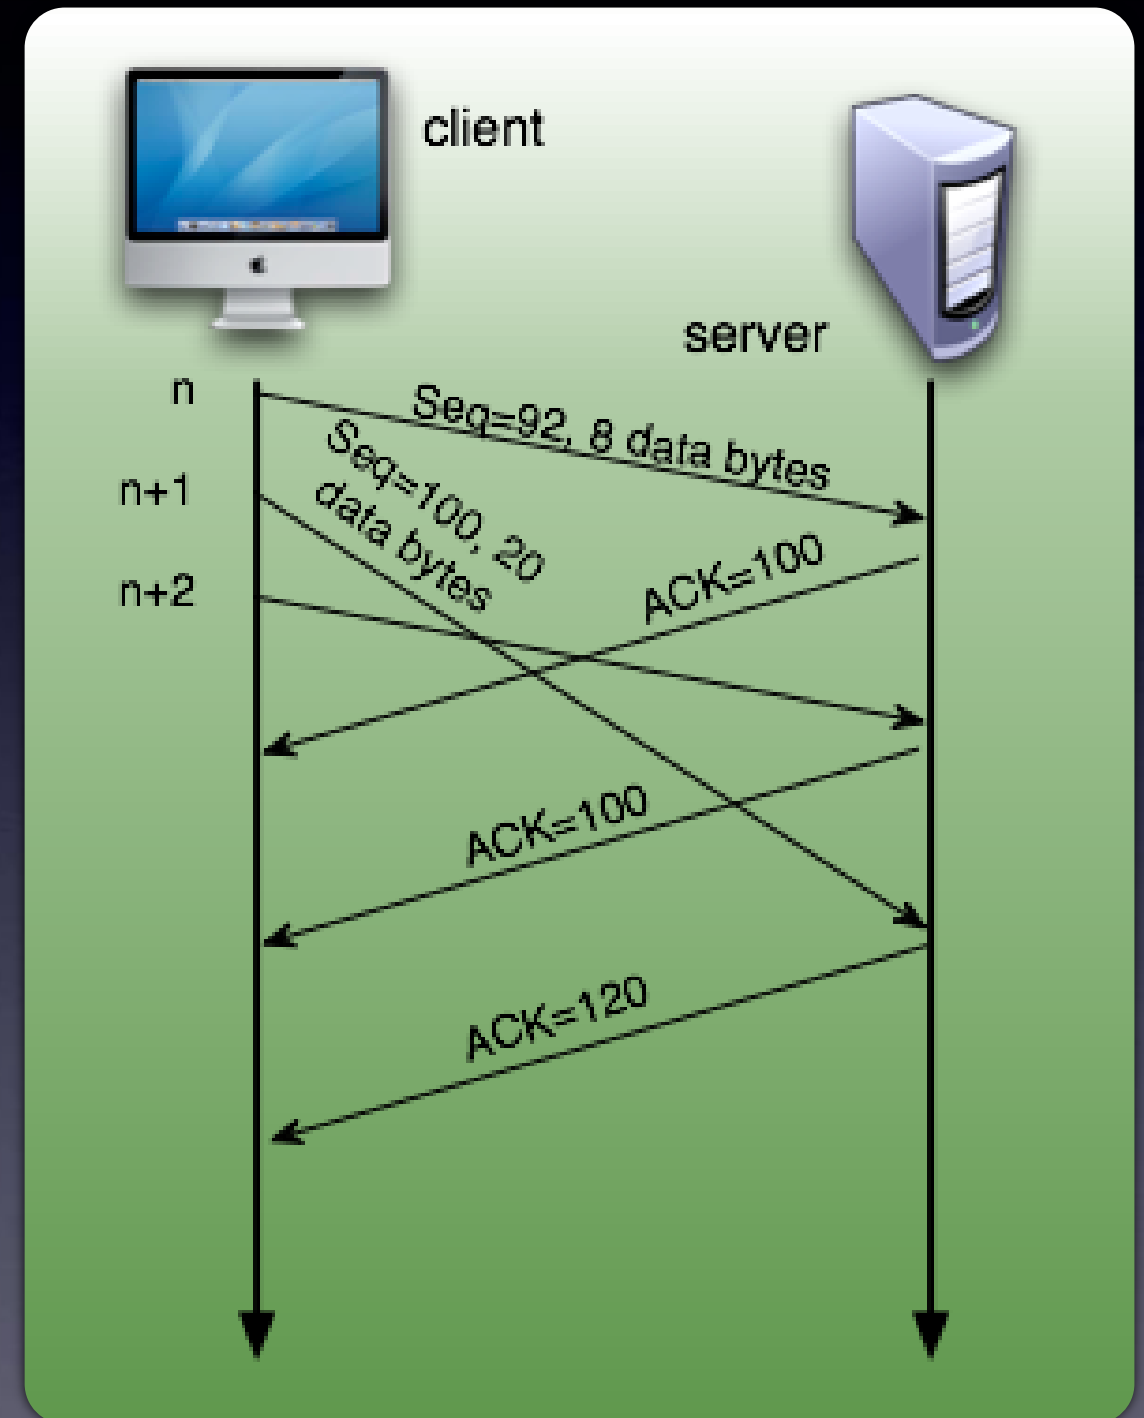 client
server
n
Seq=92, 8 data bytes
Seq=100, 20
data bytes
n+1
ACK=100
n+2
ACK=100
ACK=120